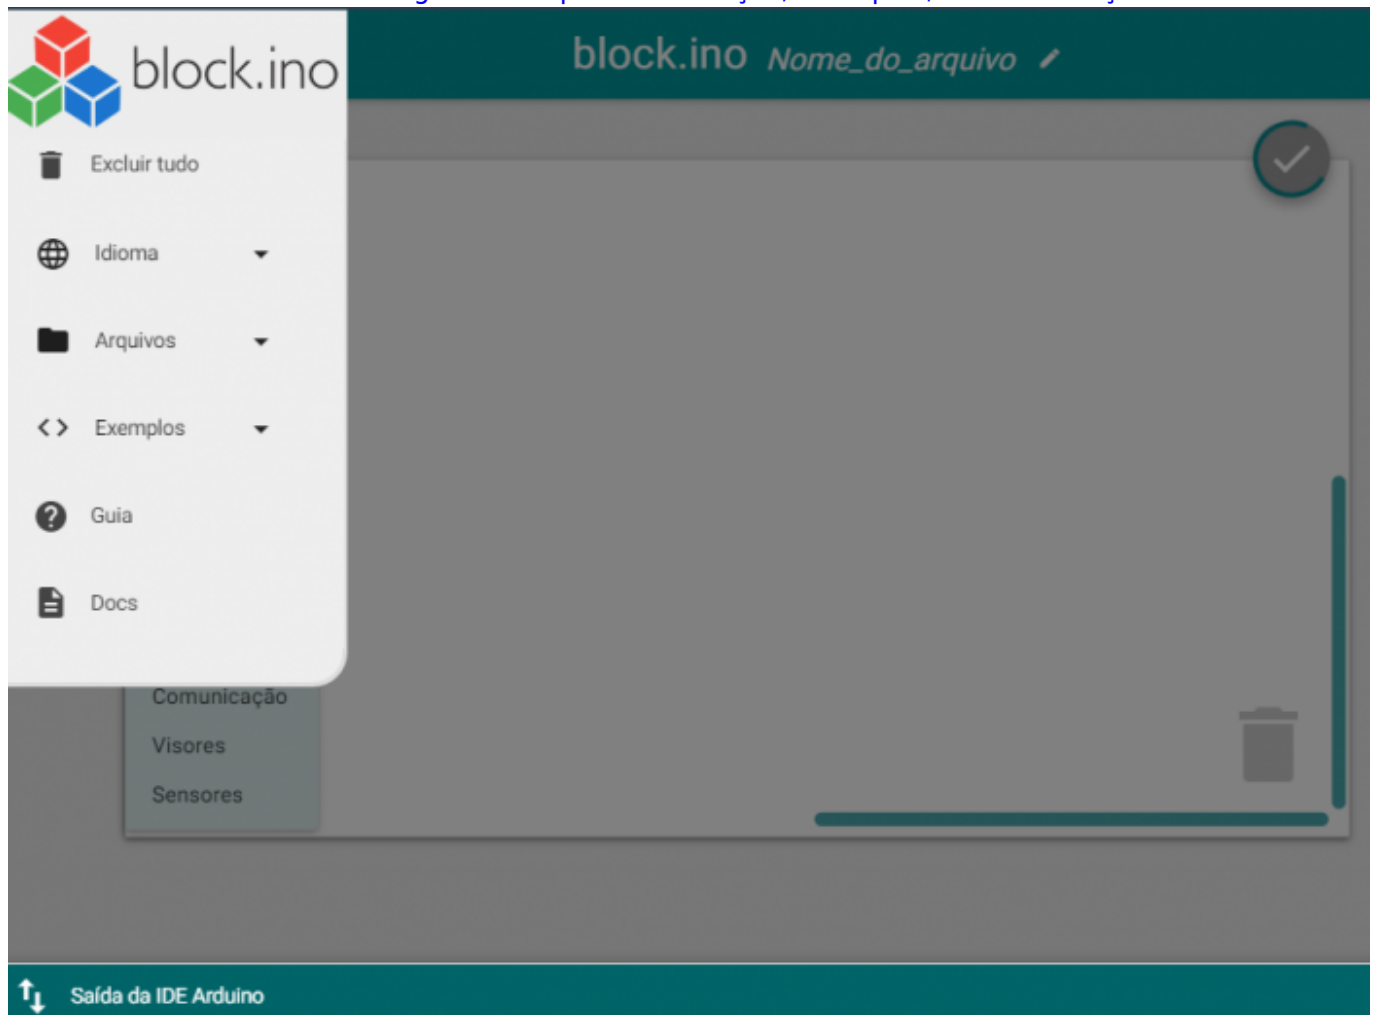 block.ino
block.ino Nome_do_arquivo
Excluir tudo
Idioma
Arquivos
Exemplos
Guia
Docs
Comunicação
Visores
Sensores
Saída da IDE Arduino